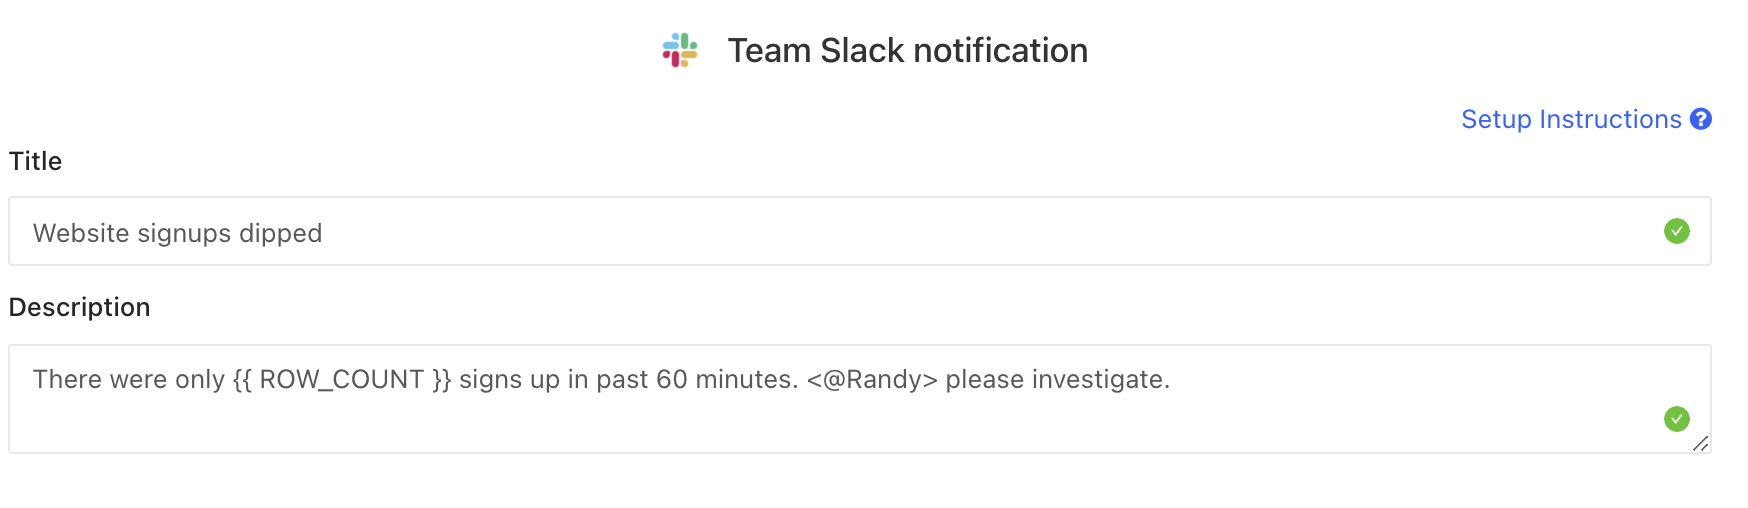 Team Slack notification
Setup Instructions ?
Title
Website signups dipped
Description
There were only {{ ROW_COUNT }} signs up in past 60 minutes. <@Randy> please investigate.